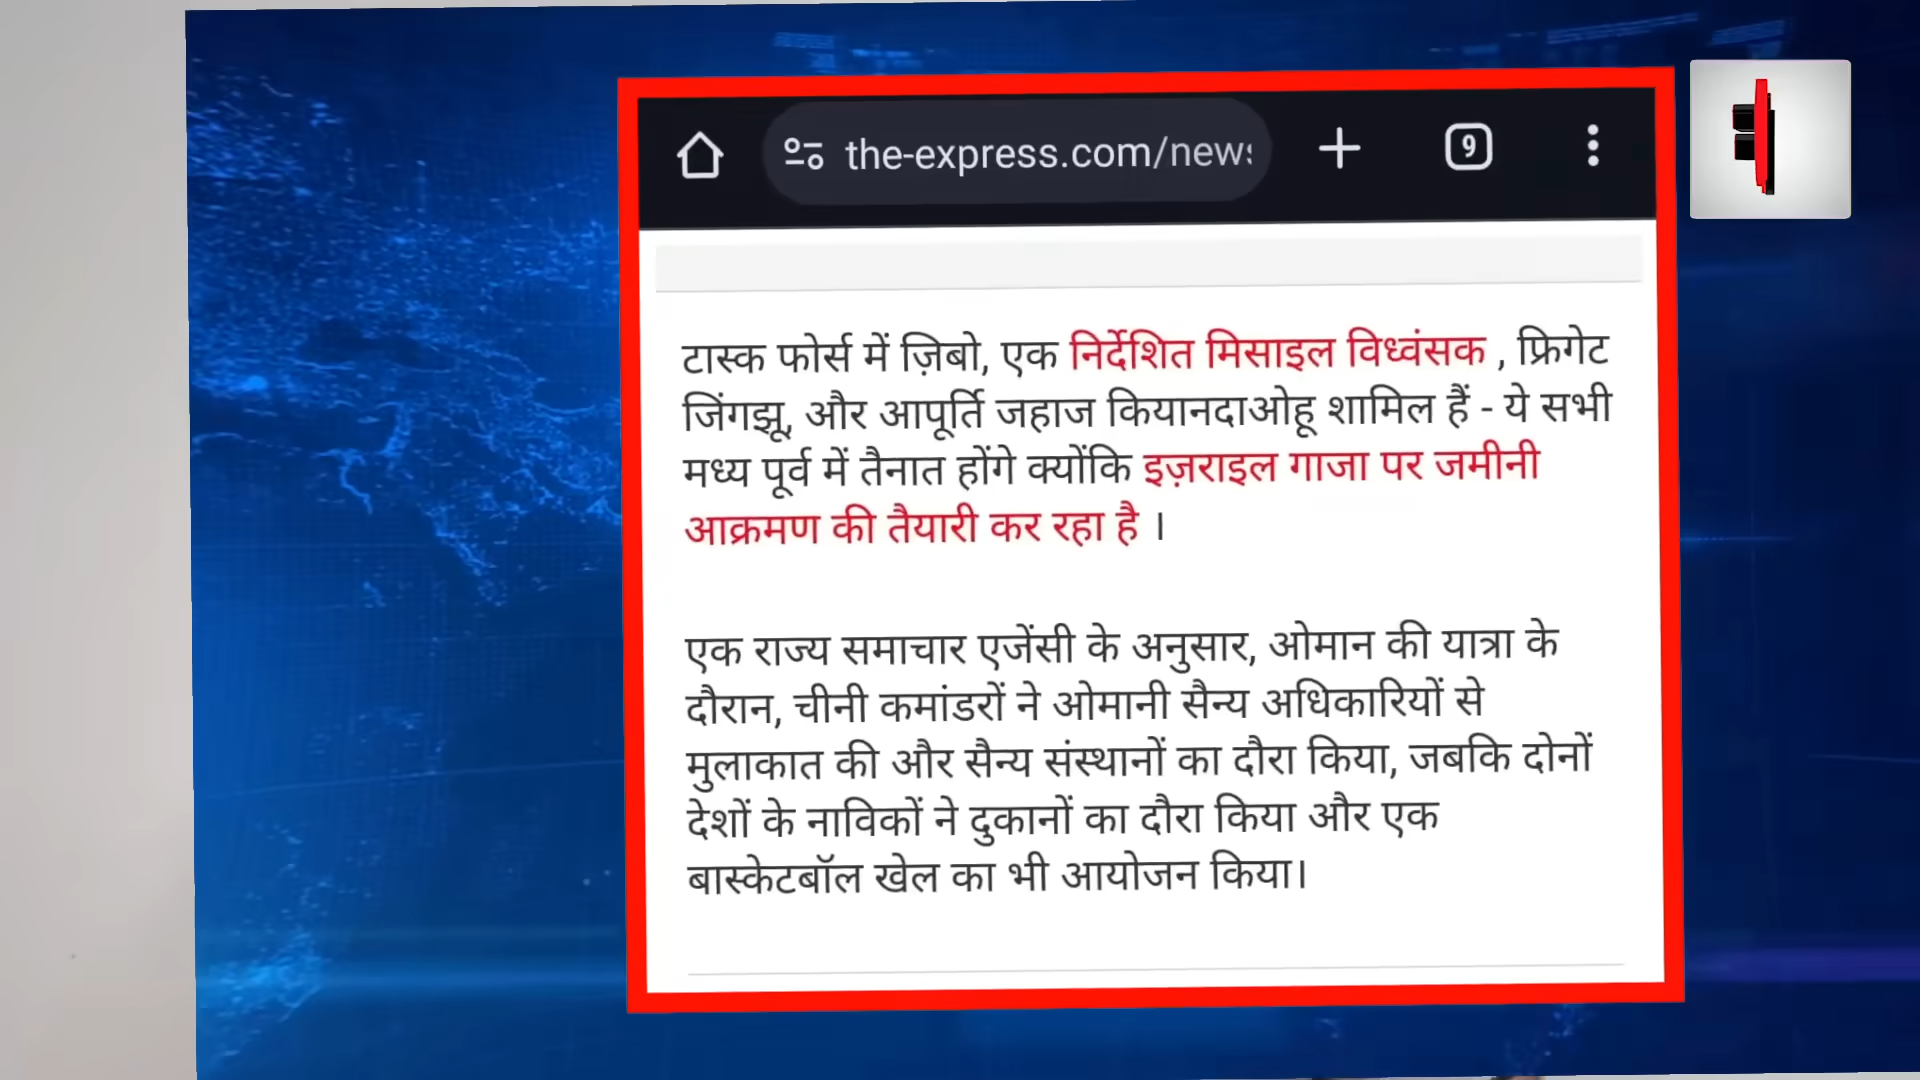 the-express.com/news
9
टास्क फोर्स में ज़िबो, एक निर्देशित मिसाइल विध्वंसक , फ्रिगेट
जिंगझू, और आपूर्ति जहाज कियानदाओहू शामिल हैं - ये सभी
मध्य पूर्व में तैनात होंगे क्योंकि इज़राइल गाजा पर जमीनी
आक्रमण की तैयारी कर रहा है ।
एक राज्य समाचार एजेंसी के अनुसार, ओमान की यात्रा के
दौरान, चीनी कमांडरों ने ओमानी सैन्य अधिकारियों से
मुलाकात की और सैन्य संस्थानों का दौरा किया, जबकि दोनों
देशों के नाविकों ने दुकानों का दौरा किया और एक
बास्केटबॉल खेल का भी आयोजन किया।